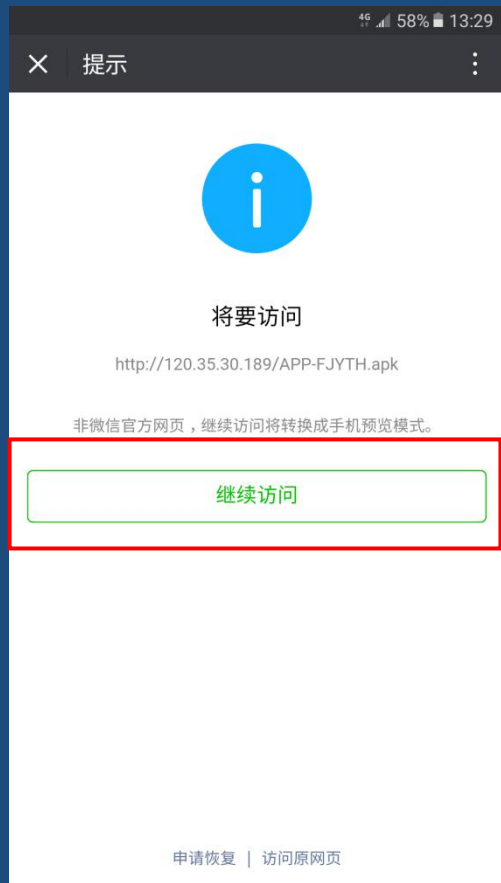 4G 58% 13:29
提示
将要访问
http://120.35.30.189/APP-FJYTH.apk
非微信官方网页，继续访问将转换成手机预览模式。
继续访问
申请恢复 | 访问原网页